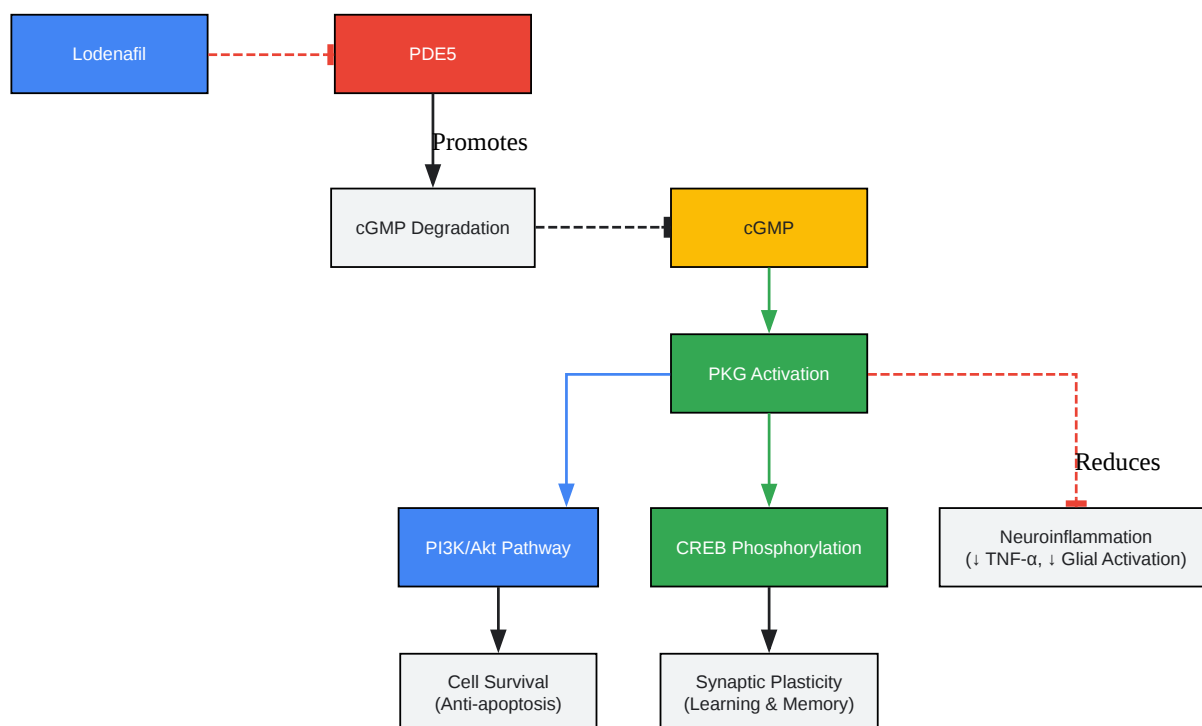 Lodenafil
PDE5
Promotes
cGMP Degradation
cGMP
PKG Activation
Reduces
PI3K/Akt Pathway
CREB Phosphorylation
Neuroinflammation
(↓ TNF-α, ↓ Glial Activation)
Cell Survival
(Anti-apoptosis)
Synaptic Plasticity
(Learning & Memory)